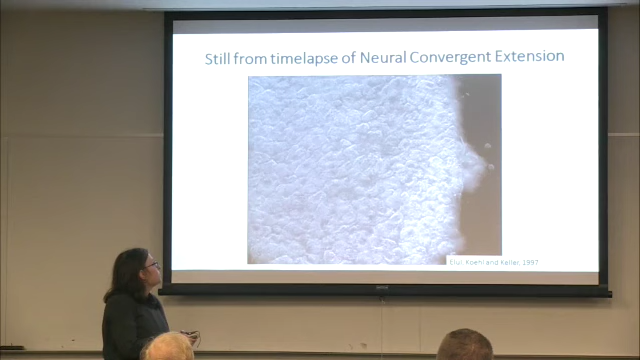 Still from timelapse of Neural Convergent Extension
Elul, Koehl and Keller, 1997